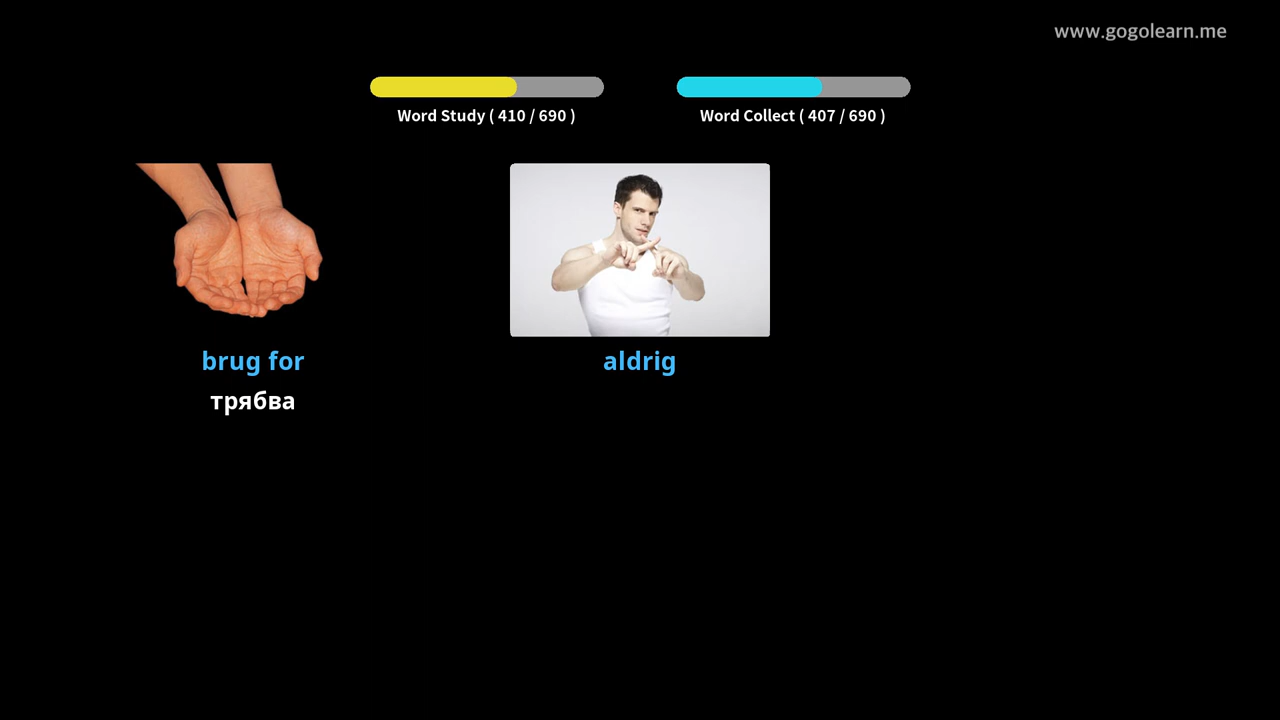 www.gogolearn.me
Word Study ( 410 / 690 )
Word Collect ( 407 / 690 )
brug for
aldrig
трябва